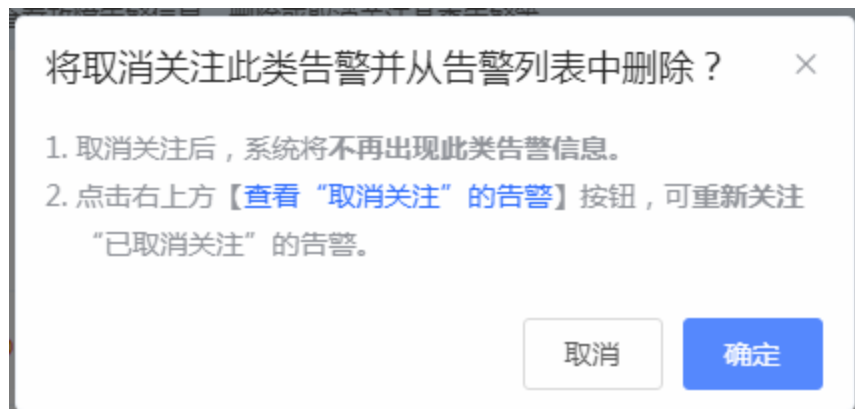 将取消关注此类告警并从告警列表中删除？
1. 取消关注后，系统将不再出现此类告警信息。
2. 点击右上方【查看“取消关注”的告警】按钮，可重新关注
“已取消关注”的告警。
取消
确定